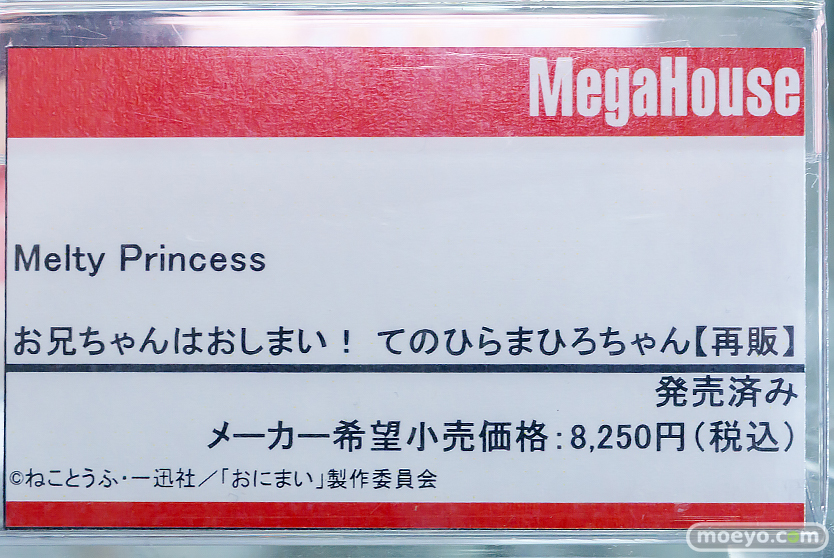 MegaHouse
Melty Princess
お兄ちゃんはおしまい！ てのひらまひろちゃん【再販】
発売済み
メーカー希望小売価格：8,250円（税込）
©ねことうふ・一迅社／「おにまい」製作委員会
moeyo.com